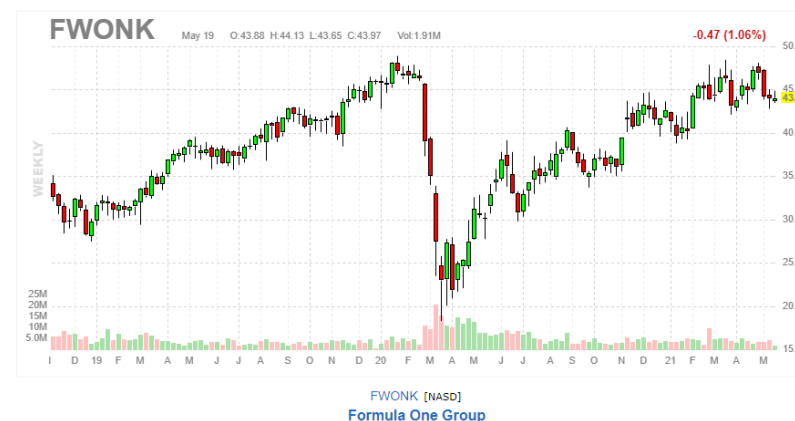 FWONK May 19 O:43.88 H:44.13 L:43.65 C:43.97 Vol:1.91M -0.47 (1.06%)
50.
45.
43.
40.
35.
30.
25.
20.
15.
WEEKLY
25M
20M
15M
10M
5.0M
D 19 F M A M J J A S O N D 20 F M A M J J A S O N D 21 F M A M
FWONK [NASD]
Formula One Group